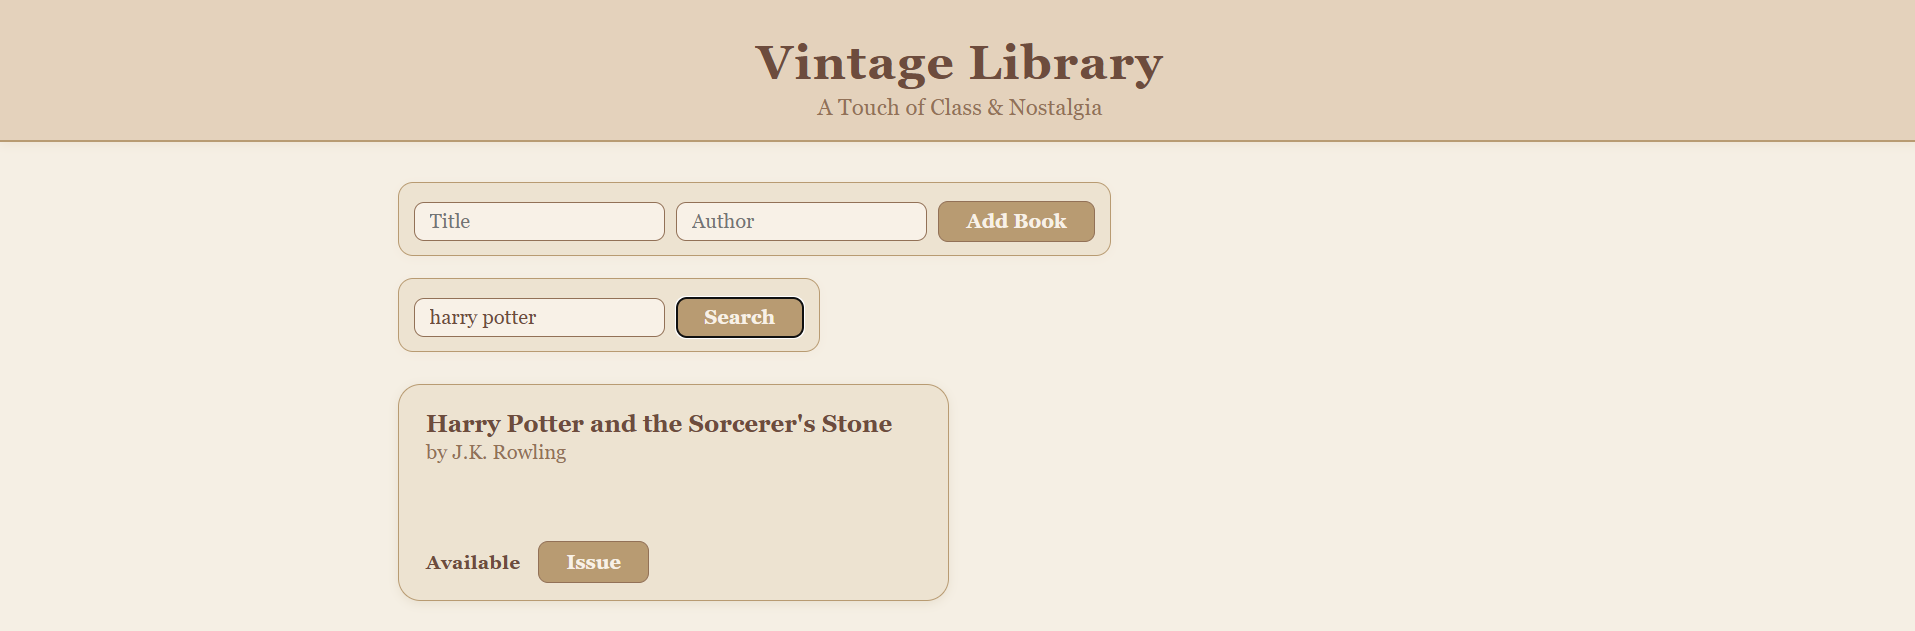 Vintage Library
A Touch of Class & Nostalgia
Title Author Add Book
harry potter Search
Harry Potter and the Sorcerer's Stone
by J.K. Rowling
Available Issue